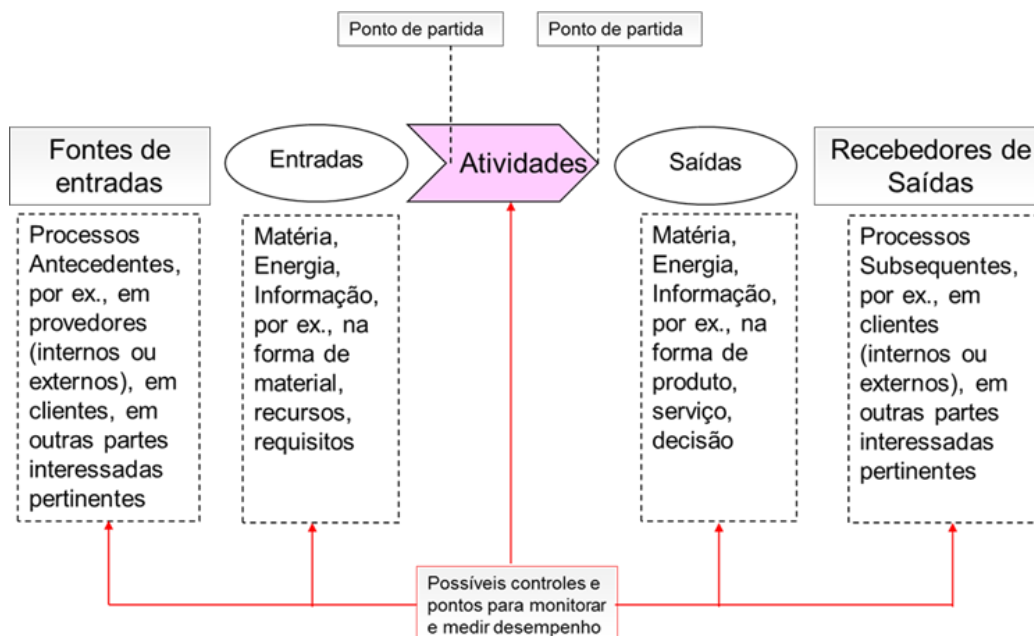 Ponto de partida
Ponto de partida
Fontes de
entradas
Entradas
Atividades
Saídas
Recebedores de
Saídas
Processos
Antecedentes,
por ex., em
provedores
(internos ou
externos), em
clientes, em
outras partes
interessadas
pertinentes
Matéria,
Energia,
Informação,
por ex., na
forma de
material,
recursos,
requisitos
Matéria,
Energia,
Informação,
por ex., na
forma de
produto,
serviço,
decisão
Processos
Subsequentes,
por ex., em
clientes
(internos ou
externos), em
outras partes
interessadas
pertinentes
Possíveis controles e
pontos para monitorar
e medir desempenho